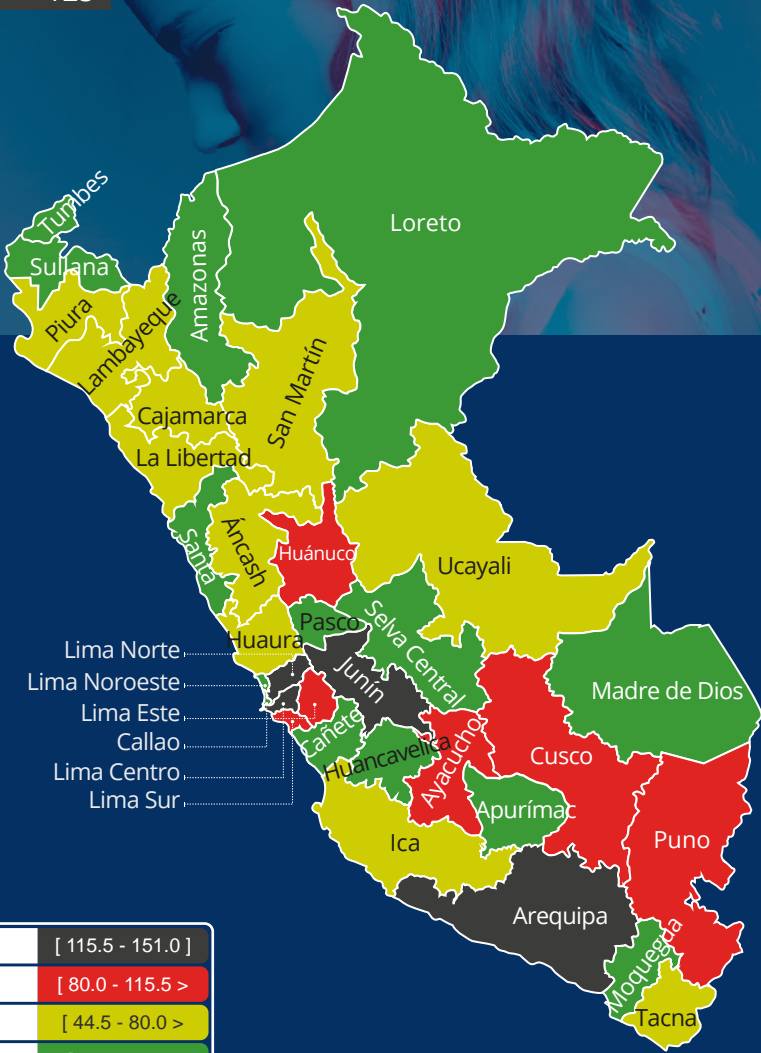 Loreto
Tumbes
Sullana
Amazonas
Piura
Lambayeque
San Martín
Cajamarca
La Libertad
Áncash
Santa
Huánuco
Ucayali
Pasco
Selva Central
Huaura
Lima Norte
Junín
Lima Noroeste
Madre de Dios
Lima Este
Cañete
Callao
Huancavelica
Ayacucho
Cusco
Lima Centro
Lima Sur
Apurímac
Ica
Puno
Arequipa
Moquegua
Tacna
[ 115.5 - 151.0 ]
[ 80.0 - 115.5 >
[ 44.5 - 80.0 >